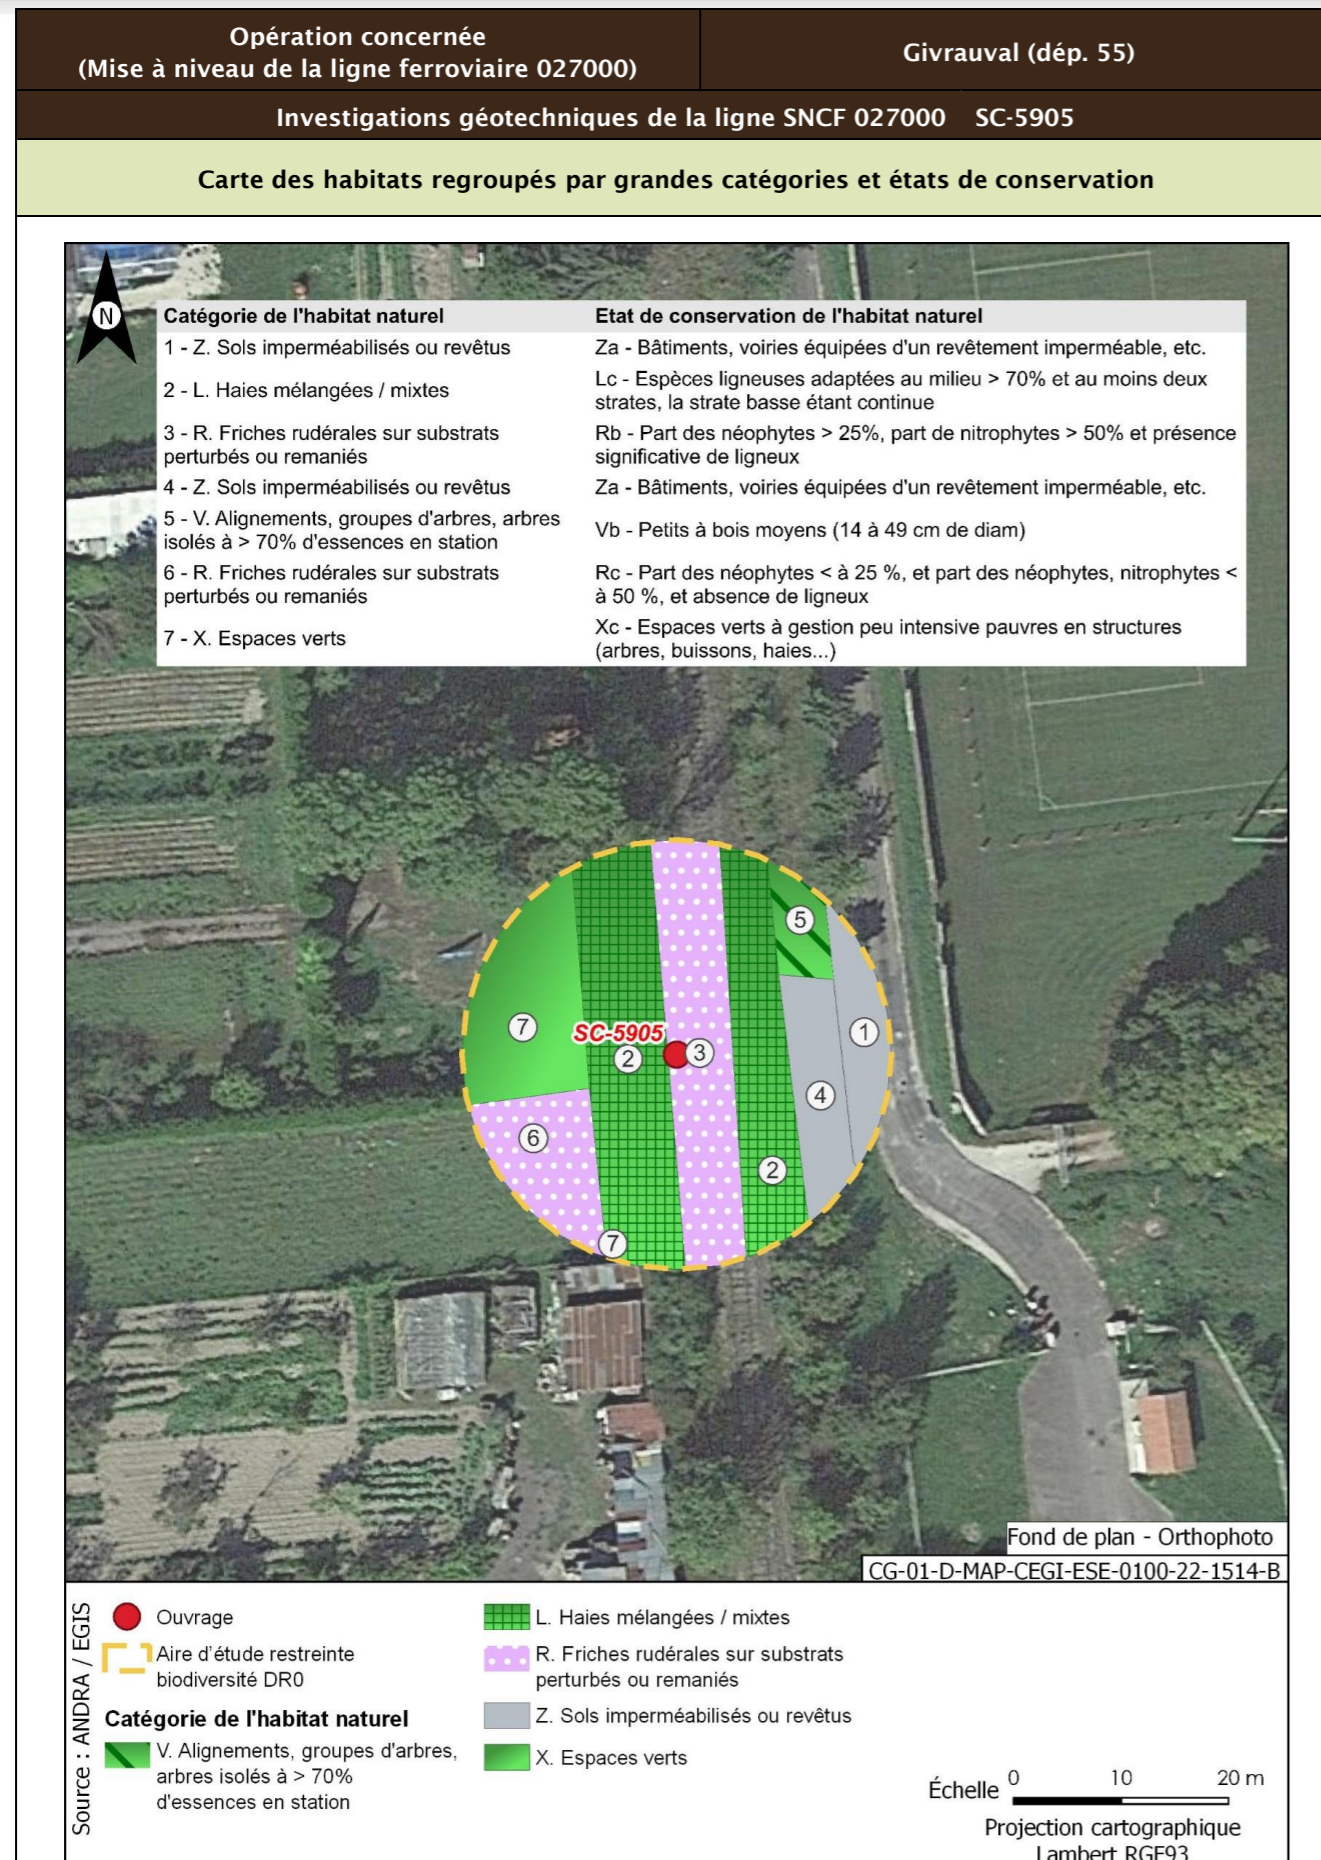 Opération concernée
(Mise à niveau de la ligne ferroviaire 027000)
Givrauval (dép. 55)
Investigations géotechniques de la ligne SNCF 027000 SC-5905
Carte des habitats regroupés par grandes catégories et états de conservation
N
Catégorie de l'habitat naturel
Etat de conservation de l'habitat naturel
1 - Z. Sols imperméabilisés ou revêtus
Za - Bâtiments, voiries équipées d'un revêtement imperméable, etc.
2 - L. Haies mélangées / mixtes
Lc - Espèces ligneuses adaptées au milieu > 70% et au moins deux
strates, la strate basse étant continue
3 - R. Friches rudérales sur substrats
perturbés ou remaniés
Rb - Part des néophytes > 25%, part de nitrophytes > 50% et présence
significative de ligneux
4 - Z. Sols imperméabilisés ou revêtus
Za - Bâtiments, voiries équipées d'un revêtement imperméable, etc.
5 - V. Alignements, groupes d'arbres, arbres
isolés à > 70% d'essences en station
Vb - Petits à bois moyens (14 à 49 cm de diam)
6 - R. Friches rudérales sur substrats
perturbés ou remaniés
Rc - Part des néophytes < à 25 %, et part des néophytes, nitrophytes <
à 50 %, et absence de ligneux
7 - X. Espaces verts
Xc - Espaces verts à gestion peu intensive pauvres en structures
(arbres, buissons, haies...)
5
7
SC-5905
2
3
1
4
6
2
7
Fond de plan - Orthophoto
CG-01-D-MAP-CEGI-ESE-0100-22-1514-B
Source : ANDRA / EGIS
Ouvrage
Aire d'étude restreinte
biodiversité DR0
Catégorie de l'habitat naturel
V. Alignements, groupes d'arbres,
arbres isolés à > 70%
d'essences en station
L. Haies mélangées / mixtes
R. Friches rudérales sur substrats
perturbés ou remaniés
Z. Sols imperméabilisés ou revêtus
X. Espaces verts
Échelle 0 10 20 m
Projection cartographique
Lambert RGF93